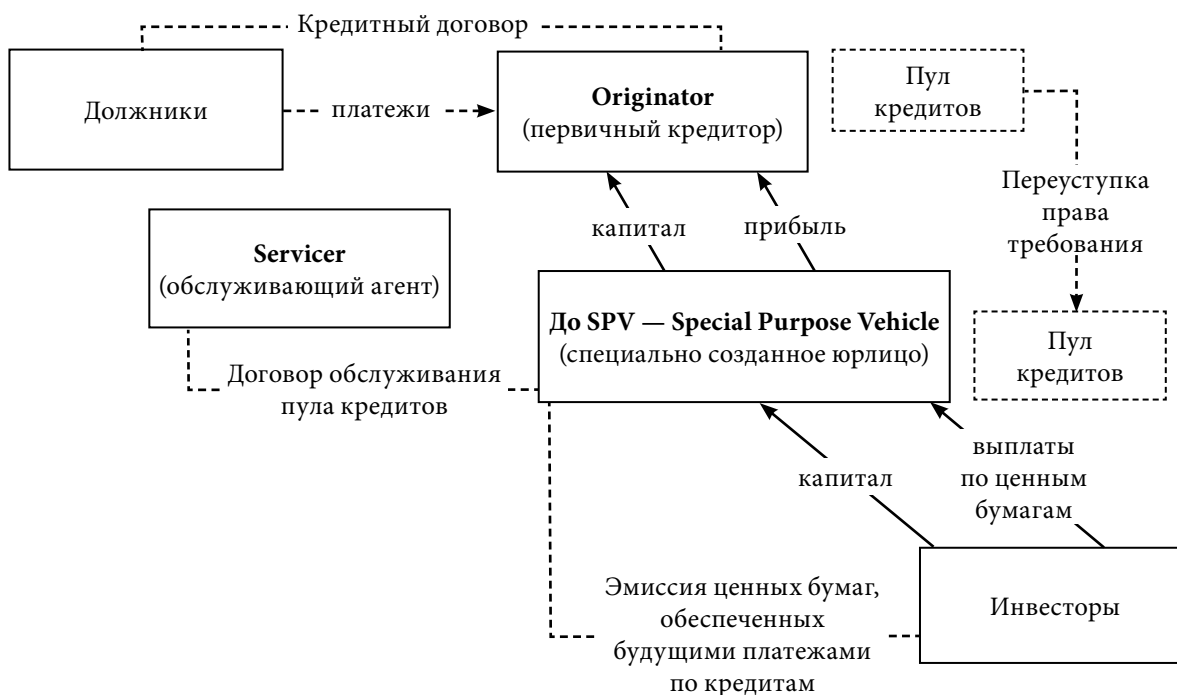 Кредитный договор
Должники
платежи
Originator
(первичный кредитор)
Пул
кредитов
Переуступка
права
требования
капитал
прибыль
Servicer
(обслуживающий агент)
До SPV — Special Purpose Vehicle
(специально созданное юрлицо)
Пул
кредитов
Договор обслуживания
пула кредитов
капитал
выплаты
по ценным
бумагам
Эмиссия ценных бумаг,
обеспеченных
будущими платежами
по кредитам
Инвесторы